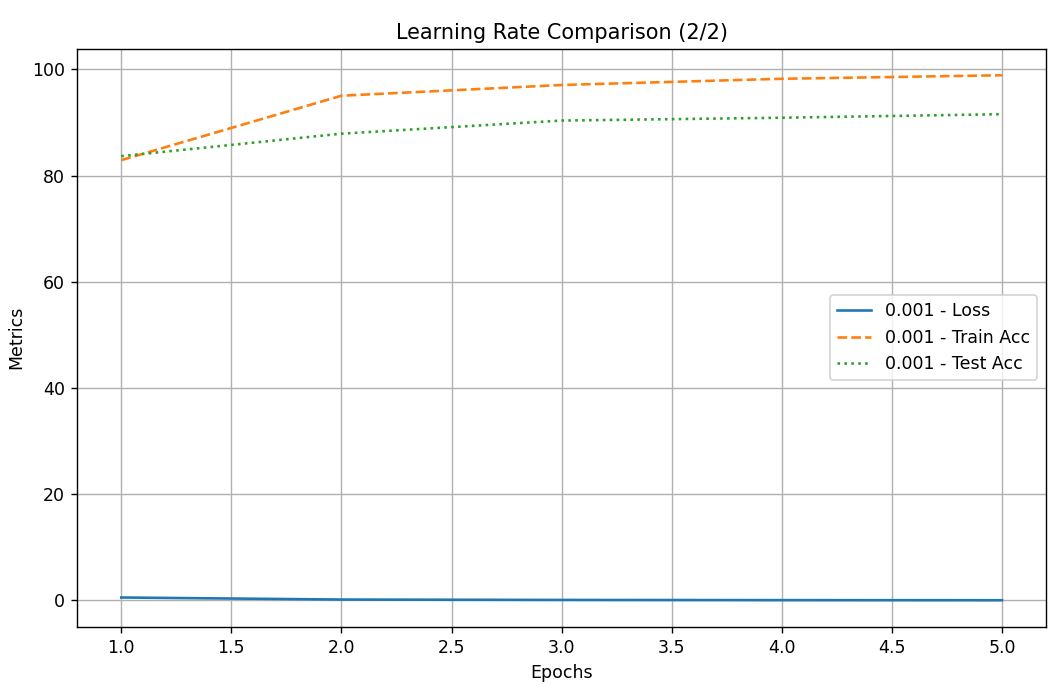 Learning Rate Comparison (2/2)
100
80
60
40
20
0
Metrics
0.001 - Loss
0.001 - Train Acc
0.001 - Test Acc
1.0 1.5 2.0 2.5 3.0 3.5 4.0 4.5 5.0
Epochs